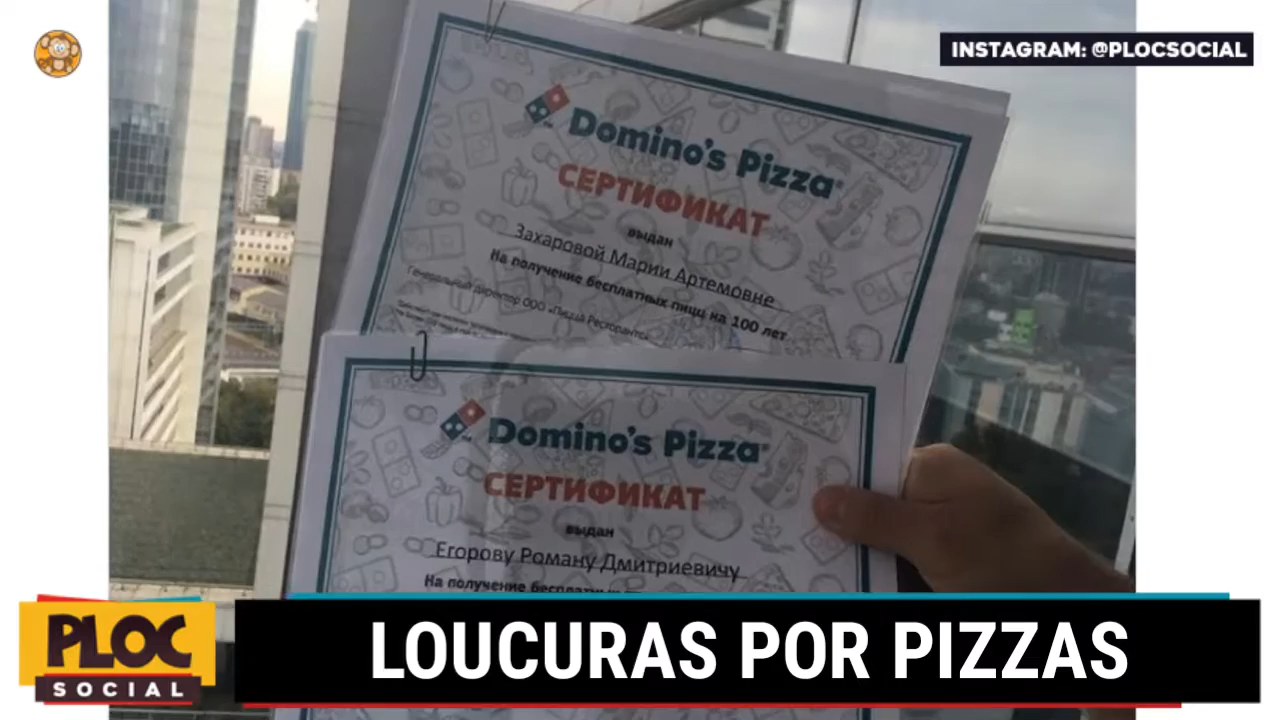 INSTAGRAM: @PLOCSOCIAL
Domino's Pizza
СЕРТИФИКАТ
выдан
Захаровой Марии Артемовне
На получение бесплатных пицц на 100 лет
Генеральный директор ООО «Пицца Ресторантс»
Domino's Pizza
СЕРТИФИКАТ
выдан
Егорову Роману Дмитриевичу
На получение
PLOC
SOCIAL
LOUCURAS POR PIZZAS